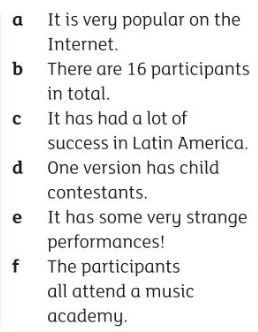 a It is very popular on the
Internet.
b There are 16 participants
in total.
c It has had a lot of
success in Latin America.
d One version has child
contestants.
e It has some very strange
performances!
f The participants
all attend a music
academy.